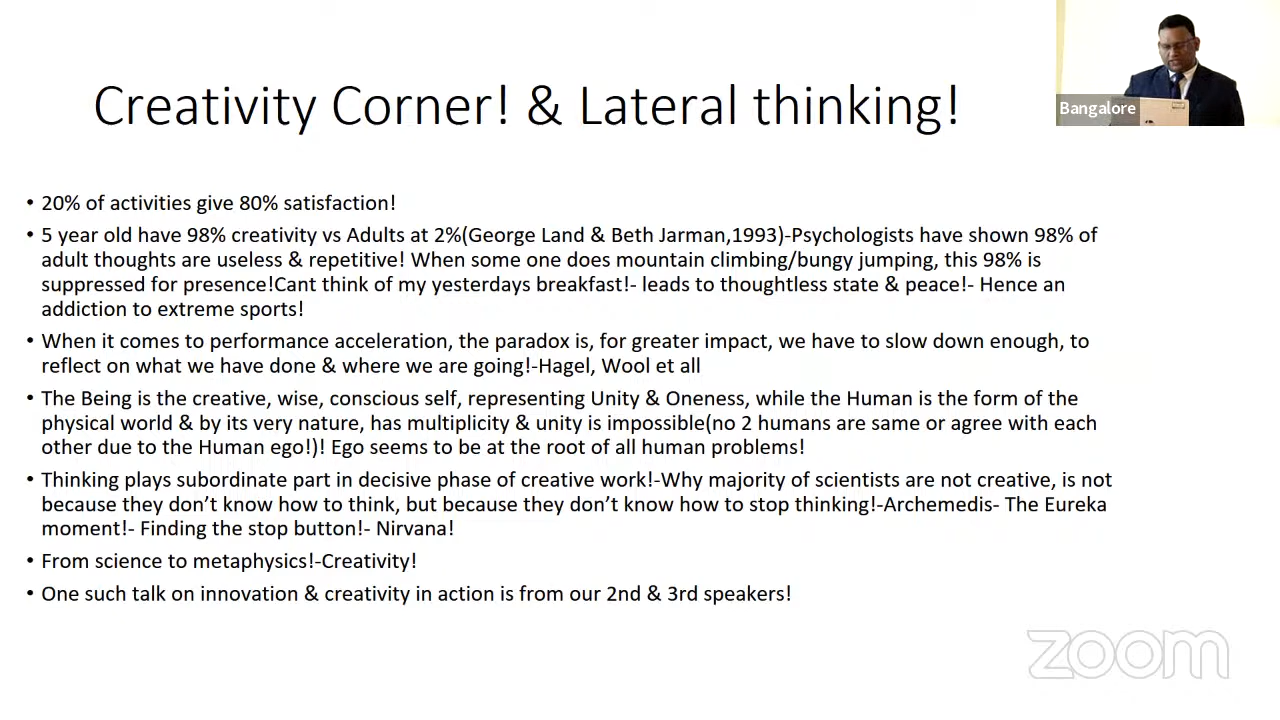 Creativity Corner! & Lateral thinking!
Bangalore
• 20% of activities give 80% satisfaction!
• 5 year old have 98% creativity vs Adults at 2%(George Land & Beth Jarman,1993)-Psychologists have shown 98% of
adult thoughts are useless & repetitive! When some one does mountain climbing/bungy jumping, this 98% is
suppressed for presence!Cant think of my yesterdays breakfast!- leads to thoughtless state & peace!- Hence an
addiction to extreme sports!
• When it comes to performance acceleration, the paradox is, for greater impact, we have to slow down enough, to
reflect on what we have done & where we are going!-Hagel, Wool et all
• The Being is the creative, wise, conscious self, representing Unity & Oneness, while the Human is the form of the
physical world & by its very nature, has multiplicity & unity is impossible(no 2 humans are same or agree with each
other due to the Human ego!)! Ego seems to be at the root of all human problems!
• Thinking plays subordinate part in decisive phase of creative work!-Why majority of scientists are not creative, is not
because they don’t know how to think, but because they don’t know how to stop thinking!-Archemedis- The Eureka
moment!- Finding the stop button!- Nirvana!
• From science to metaphysics!-Creativity!
• One such talk on innovation & creativity in action is from our 2nd & 3rd speakers!
zoom